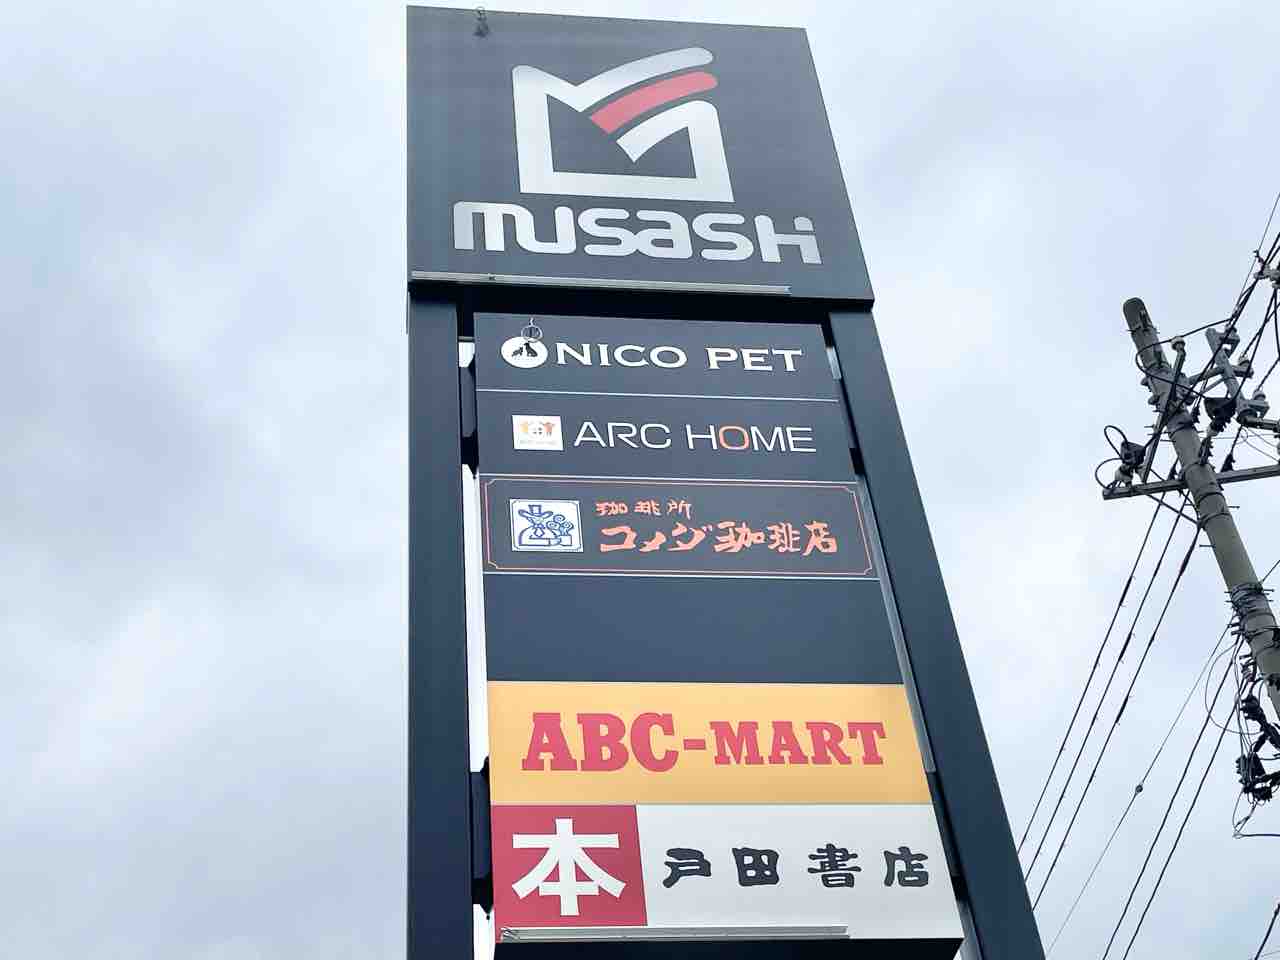 MUSASHi
NICO PET
ARC HOME
珈琲所
コメダ珈琲店
ABC-MART
本 戸田書店